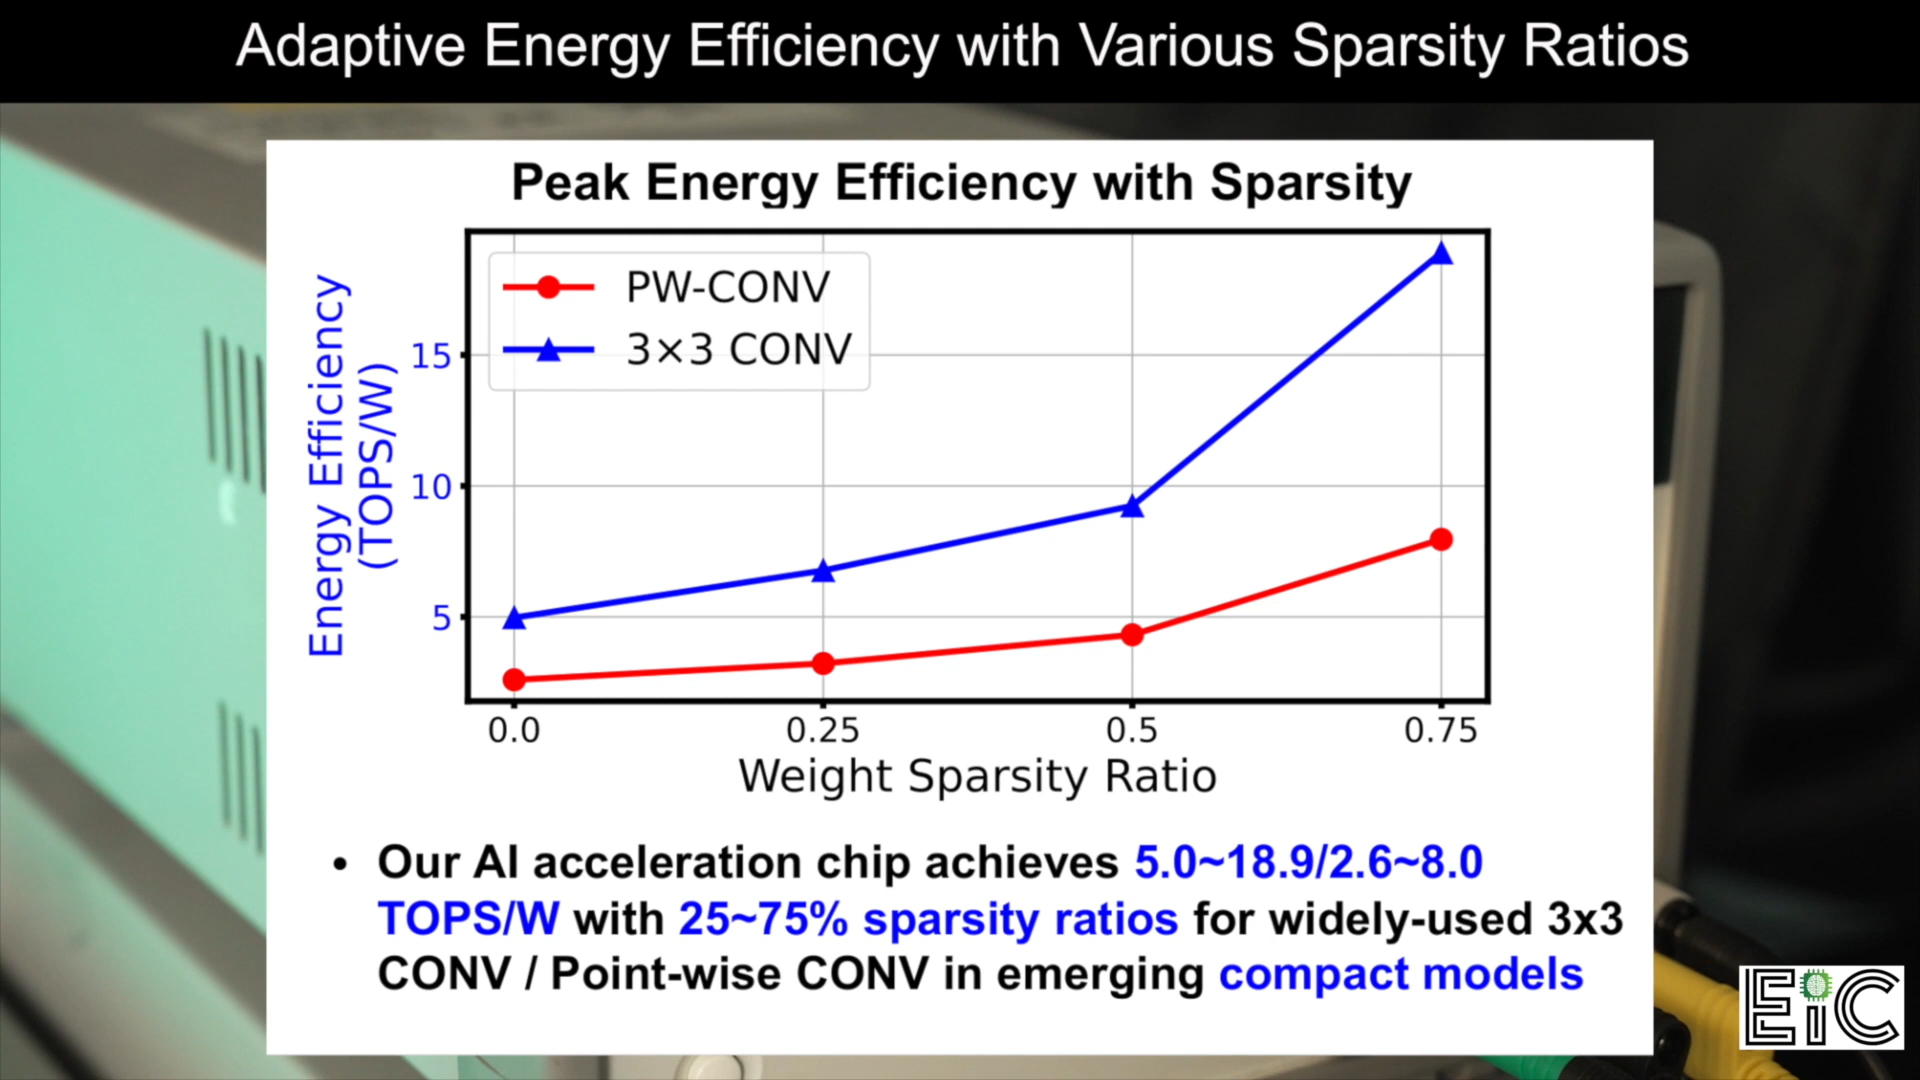 Adaptive Energy Efficiency with Various Sparsity Ratios
Peak Energy Efficiency with Sparsity
PW-CONV
3×3 CONV
Energy Efficiency
(TOPS/W)
15
10
5
0.0 0.25 0.5 0.75
Weight Sparsity Ratio
• Our AI acceleration chip achieves 5.0~18.9/2.6~8.0
TOPS/W with 25~75% sparsity ratios for widely-used 3x3
CONV / Point-wise CONV in emerging compact models
EiC